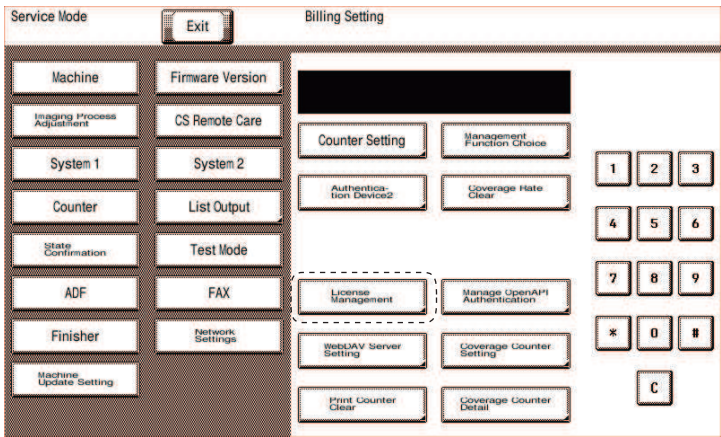 Service Mode
Exit
Billing Setting
Machine
Firmware Version
Imaging Process
Adjustment
CS Remote Care
System 1
System 2
Counter
List Output
State
Confirmation
Test Mode
ADF
FAX
Finisher
Network
Settings
Machine
Update Setting
Counter Setting
Management
Function Choice
Authentica-
tion Device2
Coverage Rate
Clear
License
Management
Manage OpenAPI
Authentication
WebDAV Server
Setting
Coverage Counter
Setting
Print Counter
Clear
Coverage Counter
Detail
1 2 3
4 5 6
7 8 9
* 0 #
C